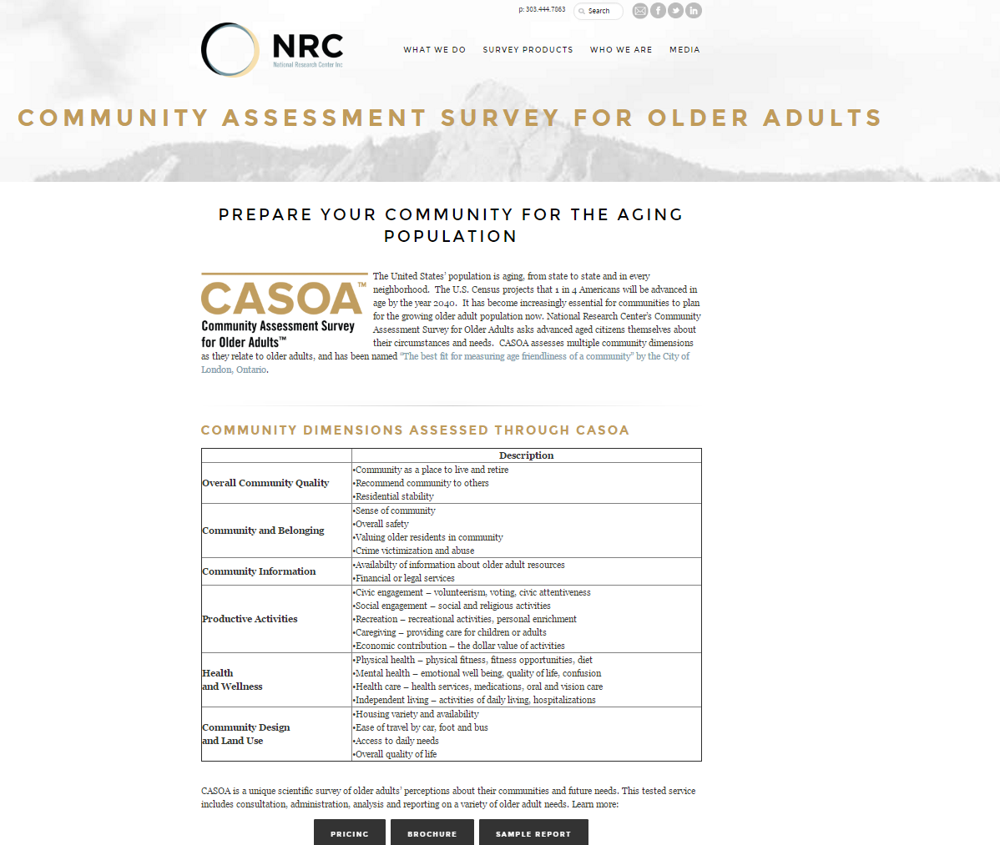 p: 303.444.7863
Search
NRC
National Research Center Inc
WHAT WE DO
SURVEY PRODUCTS
WHO WE ARE
MEDIA
COMMUNITY ASSESSMENT SURVEY FOR OLDER ADULTS
PREPARE YOUR COMMUNITY FOR THE AGING
POPULATION
CASOA™
Community Assessment Survey
for Older Adults™
The United States' population is aging, from state to state and in every
neighborhood.  The U.S. Census projects that 1 in 4 Americans will be advanced in
age by the year 2040.  It has become increasingly essential for communities to plan
for the growing older adult population now. National Research Center's Community
Assessment Survey for Older Adults asks advanced aged citizens themselves about
their circumstances and needs.  CASOA assesses multiple community dimensions
as they relate to older adults, and has been named “The best fit for measuring age friendliness of a community” by the City of
London, Ontario.
COMMUNITY DIMENSIONS ASSESSED THROUGH CASOA
Description
Overall Community Quality
•Community as a place to live and retire
•Recommend community to others
•Residential stability
Community and Belonging
•Sense of community
•Overall safety
•Valuing older residents in community
•Crime victimization and abuse
Community Information
•Availabilty of information about older adult resources
•Financial or legal services
Productive Activities
•Civic engagement – volunteerism, voting, civic attentiveness
•Social engagement – social and religious activities
•Recreation – recreational activities, personal enrichment
•Caregiving – providing care for children or adults
•Economic contribution – the dollar value of activities
Health
and Wellness
•Physical health – physical fitness, fitness opportunities, diet
•Mental health – emotional well being, quality of life, confusion
•Health care – health services, medications, oral and vision care
•Independent living – activities of daily living, hospitalizations
Community Design
and Land Use
•Housing variety and availability
•Ease of travel by car, foot and bus
•Access to daily needs
•Overall quality of life
CASOA is a unique scientific survey of older adults' perceptions about their communities and future needs. This tested service
includes consultation, administration, analysis and reporting on a variety of older adult needs. Learn more:
PRICING
BROCHURE
SAMPLE REPORT